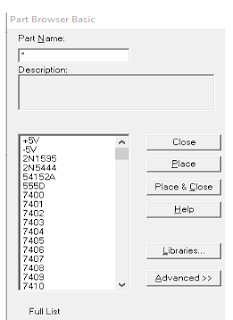 Part Browser Basic
Part Name:
*
Description:
+5V
-5V
2N1595
2N5444
54152A
555D
7400
7401
7402
7403
7404
7405
7406
7407
7408
7409
7410
Close
Place
Place & Close
Help
Libraries...
Advanced >>
Full List